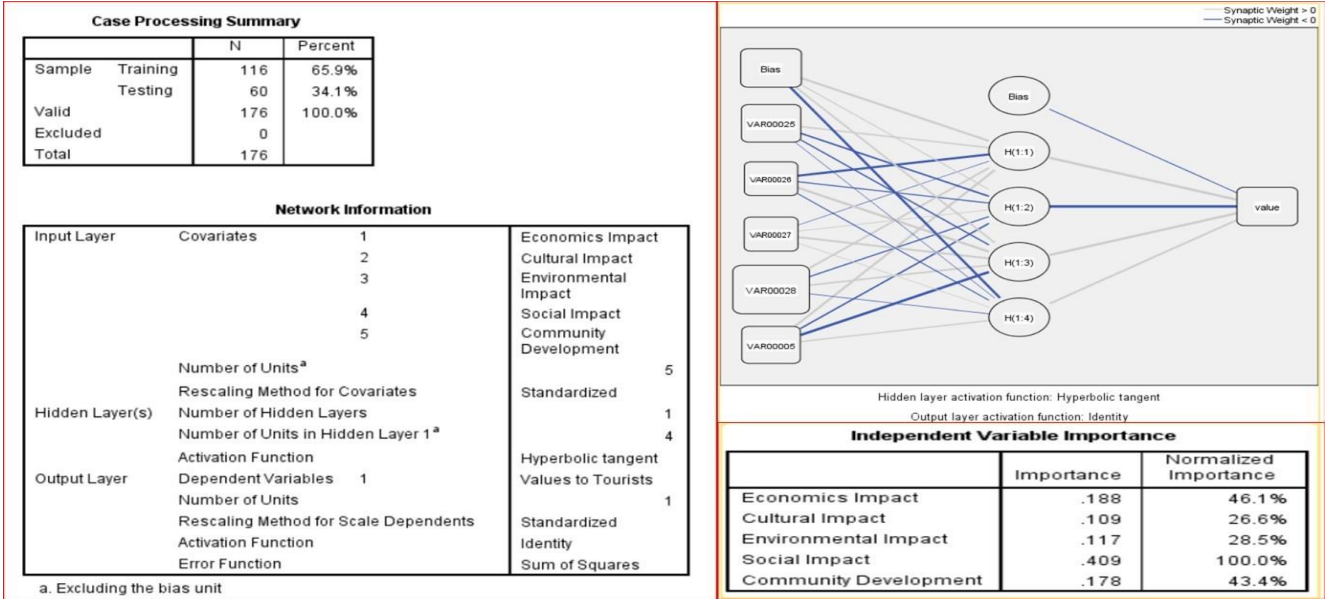 Case Processing Summary
N Percent
Sample Training 116 65.9%
Testing 60 34.1%
Valid 176 100.0%
Excluded 0
Total 176
Network Information
Input Layer Covariates 1 Economics Impact
2 Cultural Impact
3 Environmental
Impact
4 Social Impact
5 Community
Development
Number of Units a 5
Rescaling Method for Covariates Standardized
Hidden Layer(s) Number of Hidden Layers 1
Number of Units in Hidden Layer 1 a 4
Activation Function Hyperbolic tangent
Output Layer Dependent Variables 1 Values to Tourists
Number of Units 1
Rescaling Method for Scale Dependents Standardized
Activation Function Identity
Error Function Sum of Squares
a. Excluding the bias unit
Synaptic Weight > 0
Synaptic Weight < 0
Bias
VAR00025
VAR00026
VAR00027
VAR00028
VAR00005
Bias
H(1:1)
H(1:2)
H(1:3)
H(1:4)
value
Hidden layer activation function: Hyperbolic tangent
Output layer activation function: Identity
Independent Variable Importance
Importance Normalized
Importance
Economics Impact .188 46.1%
Cultural Impact .109 26.6%
Environmental Impact .117 28.5%
Social Impact .409 100.0%
Community Development .178 43.4%